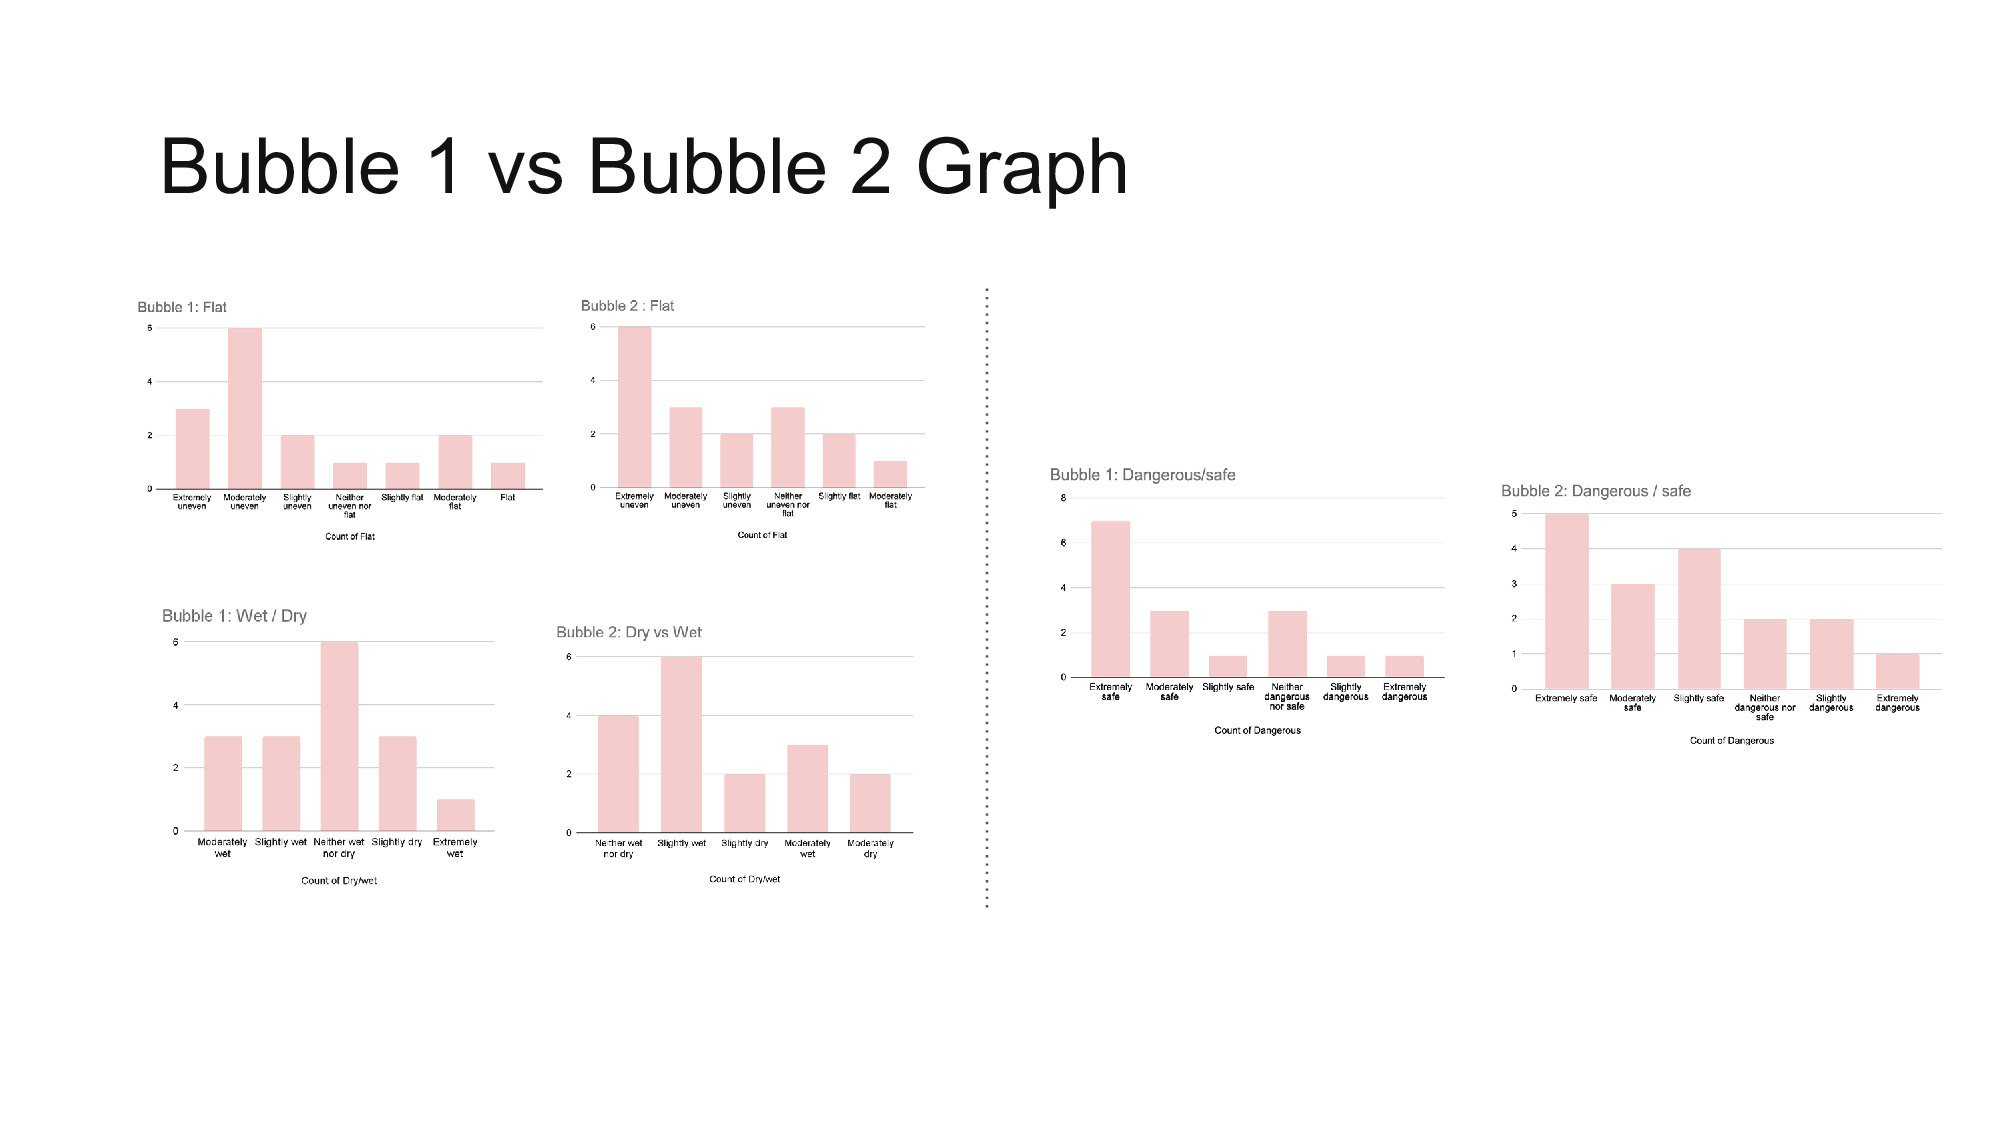 Bubble 1 vs Bubble 2 Graph
Bubble 1: Flat
6
4
2
0
Extremely uneven
Moderately uneven
Slightly uneven
Neither uneven nor flat
Slightly flat
Moderately flat
Flat
Count of Flat
Bubble 2 : Flat
6
4
2
0
Extremely uneven
Moderately uneven
Slightly uneven
Neither uneven nor flat
Slightly flat
Moderately flat
Count of Flat
Bubble 1: Wet / Dry
6
4
2
0
Moderately wet
Slightly wet
Neither wet nor dry
Slightly dry
Extremely wet
Count of Dry/wet
Bubble 2: Dry vs Wet
6
4
2
0
Neither wet nor dry
Slightly wet
Slightly dry
Moderately wet
Moderately dry
Count of Dry/wet
Bubble 1: Dangerous/safe
8
6
4
2
0
Extremely safe
Moderately safe
Slightly safe
Neither dangerous nor safe
Slightly dangerous
Extremely dangerous
Count of Dangerous
Bubble 2: Dangerous / safe
5
4
3
2
1
0
Extremely safe
Moderately safe
Slightly safe
Neither dangerous nor safe
Slightly dangerous
Extremely dangerous
Count of Dangerous